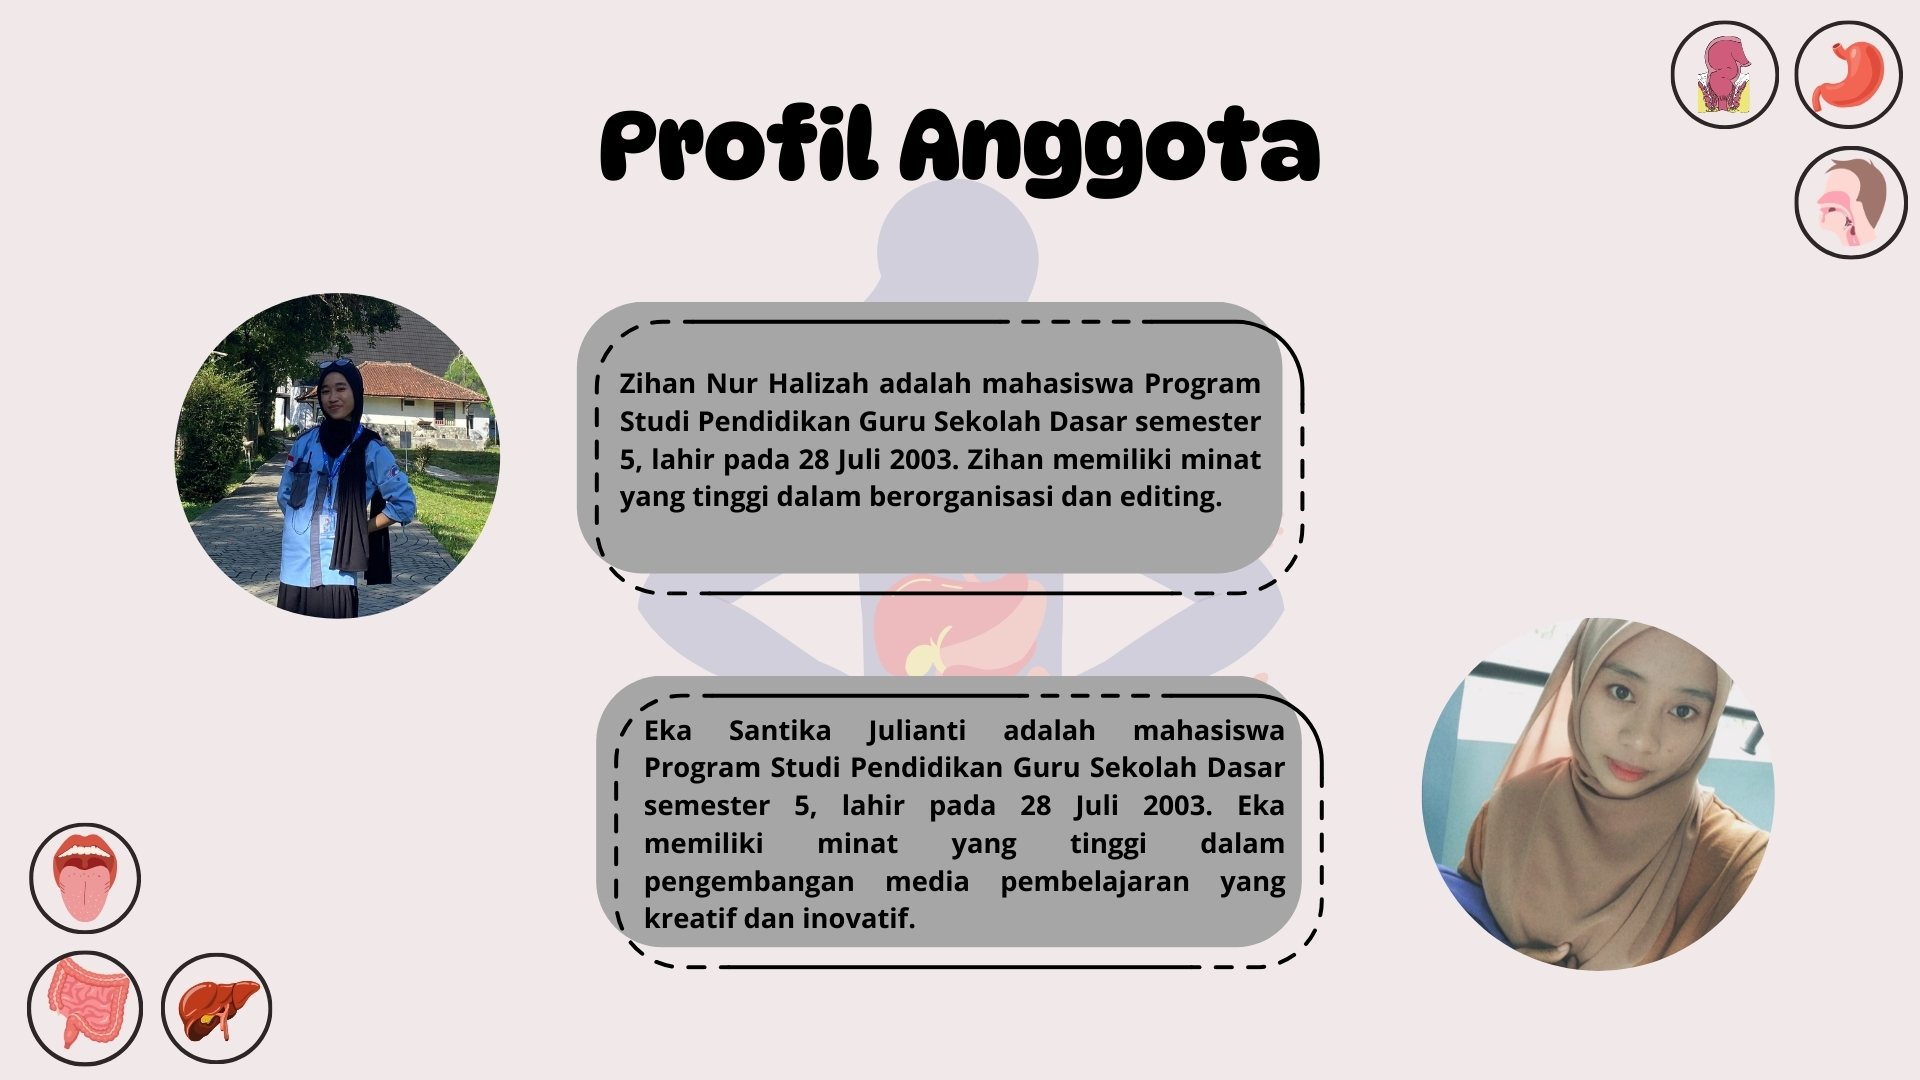 Profil Anggota
Zihan Nur Halizah adalah mahasiswa Program
Studi Pendidikan Guru Sekolah Dasar semester
5, lahir pada 28 Juli 2003. Zihan memiliki minat
yang tinggi dalam berorganisasi dan editing.
Eka Santika Julianti adalah mahasiswa
Program Studi Pendidikan Guru Sekolah Dasar
semester 5, lahir pada 28 Juli 2003. Eka
memiliki minat yang tinggi dalam
pengembangan media pembelajaran yang
kreatif dan inovatif.